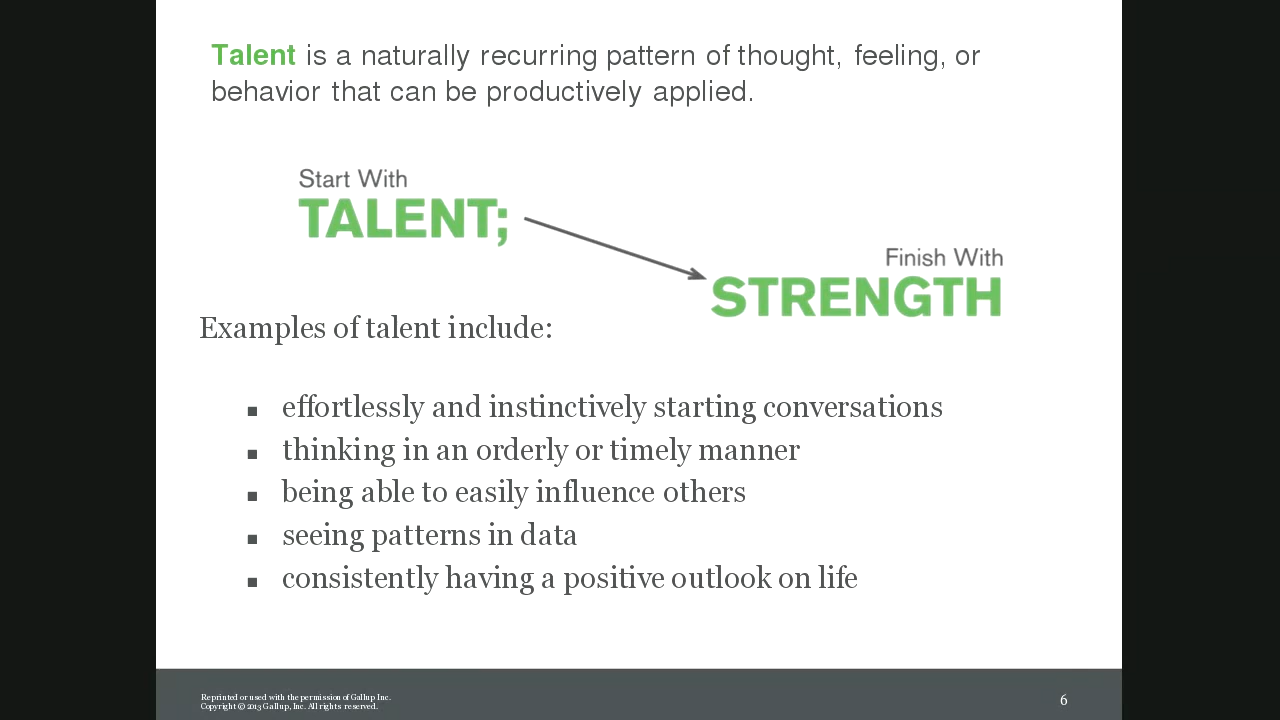 Talent is a naturally recurring pattern of thought, feeling, or
behavior that can be productively applied.
Start With
TALENT;
Finish With
STRENGTH
Examples of talent include:
▪ effortlessly and instinctively starting conversations
▪ thinking in an orderly or timely manner
▪ being able to easily influence others
▪ seeing patterns in data
▪ consistently having a positive outlook on life
Reprinted or used with the permission of Gallup Inc.
Copyright © 2013 Gallup, Inc. All rights reserved.
6